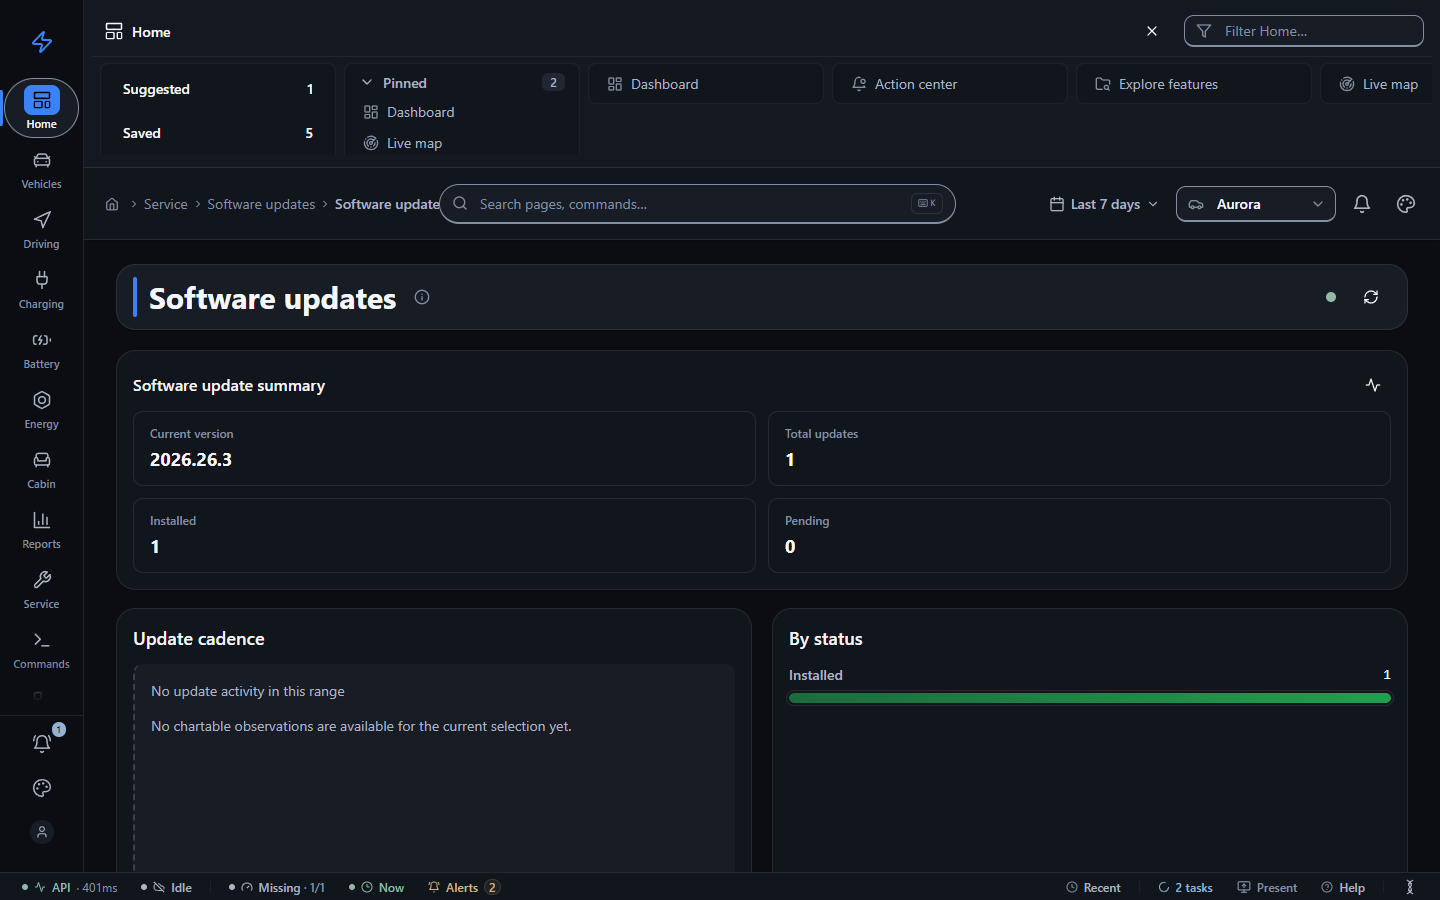 Home
Filter Home...
Suggested 1
Saved 5
Pinned 2
Dashboard
Live map
Dashboard
Action center
Explore features
Live map
Home
Vehicles
Driving
Charging
Battery
Energy
Cabin
Reports
Service
Commands
1
Service
Software updates
Software update
Search pages, commands...
K
Last 7 days
Aurora
Software updates
Software update summary
Current version
2026.26.3
Total updates
1
Installed
1
Pending
0
Update cadence
No update activity in this range
No chartable observations are available for the current selection yet.
By status
Installed 1
API · 401ms
Idle
Missing · 1/1
Now
Alerts 2
Recent
2 tasks
Present
Help